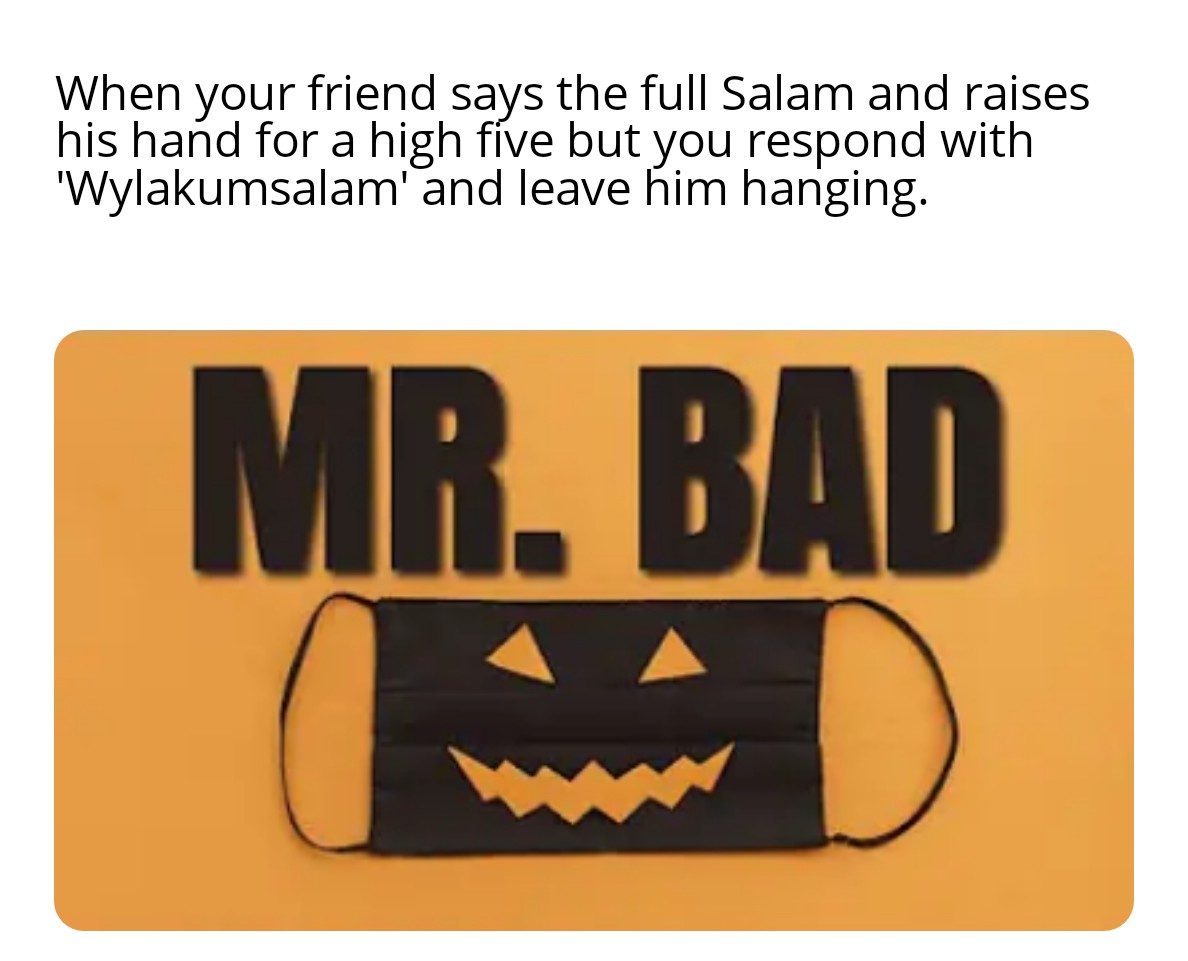 When your friend says the full Salam and raises
his hand for a high five but you respond with
'Wylakumsalam' and leave him hanging.
MR. BAD